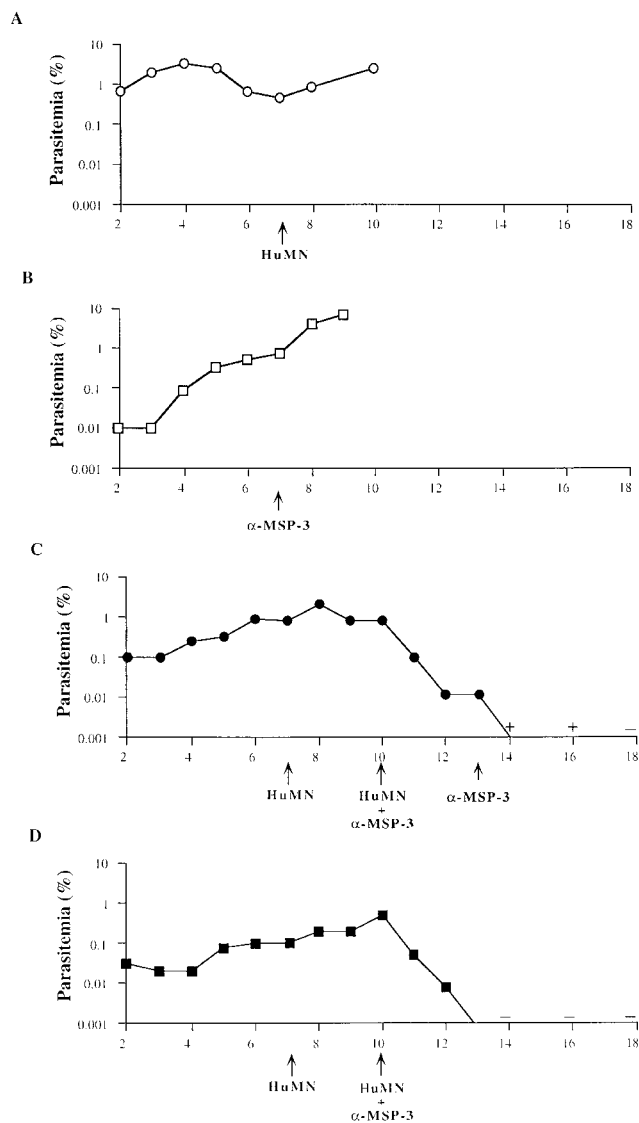 A
Parasitemia (%)
10
1
0.1
0.01
0.001
2 4 6 8 10 12 14 16 18
HuMN
B
Parasitemia (%)
10
1
0.1
0.01
0.001
2 4 6 8 10 12 14 16 18
α-MSP-3
C
Parasitemia (%)
10
1
0.1
0.01
0.001
+ + –
2 4 6 8 10 12 14 16 18
HuMN HuMN α-MSP-3
+
α-MSP-3
D
Parasitemia (%)
10
1
0.1
0.01
0.001
– – –
2 4 6 8 10 12 14 16 18
HuMN HuMN
+
α-MSP-3